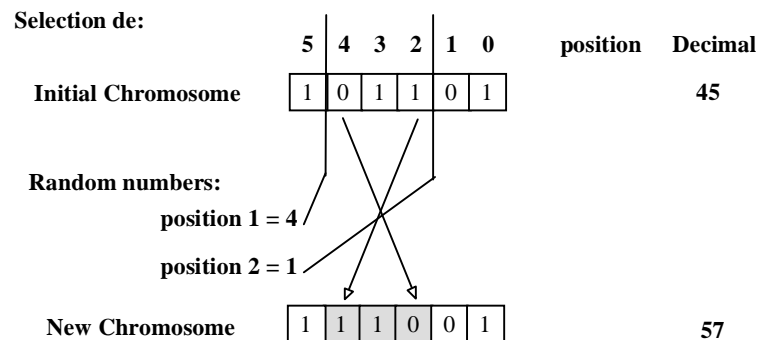 Selection de:
5 4 3 2 1 0 position Decimal
Initial Chromosome 1 0 1 1 0 1 45
Random numbers:
position 1 = 4
position 2 = 1
New Chromosome 1 1 1 0 0 1 57